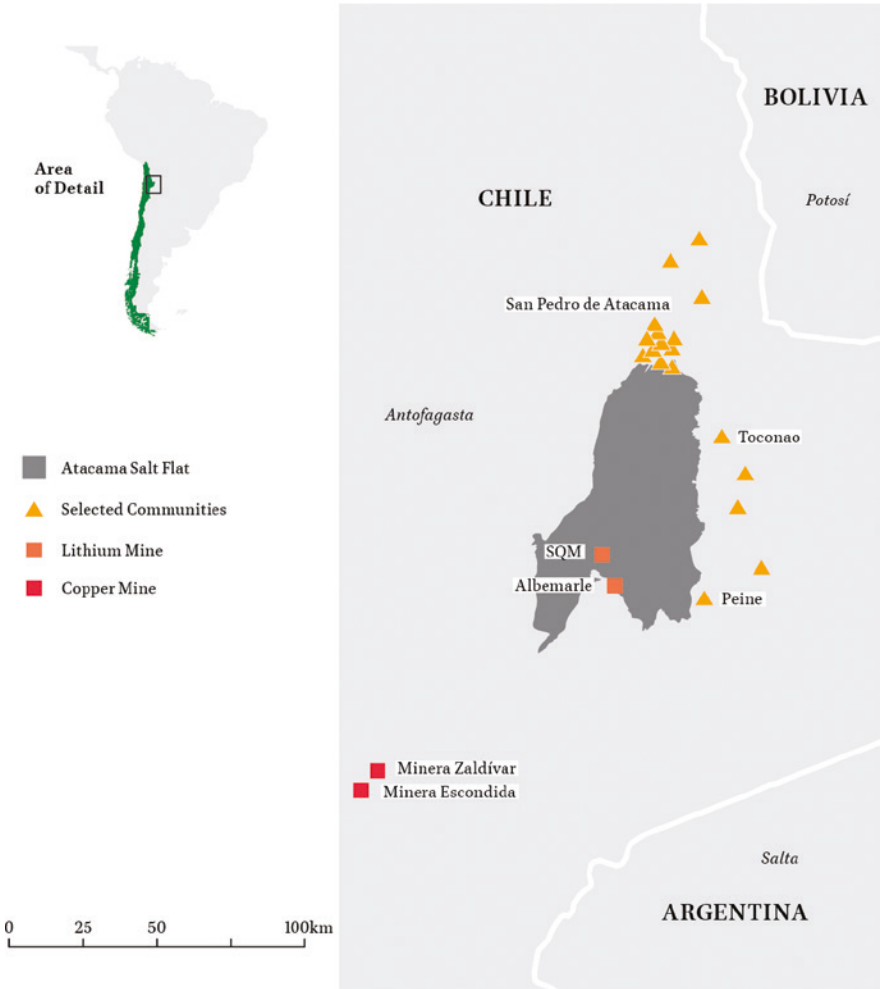 Area
of Detail
Atacama Salt Flat
Selected Communities
Lithium Mine
Copper Mine
0 25 50 100km
BOLIVIA
CHILE
Potosí
San Pedro de Atacama
Antofagasta
Toconao
SQM
Albemarle
Peine
Minera Zaldívar
Minera Escondida
Salta
ARGENTINA